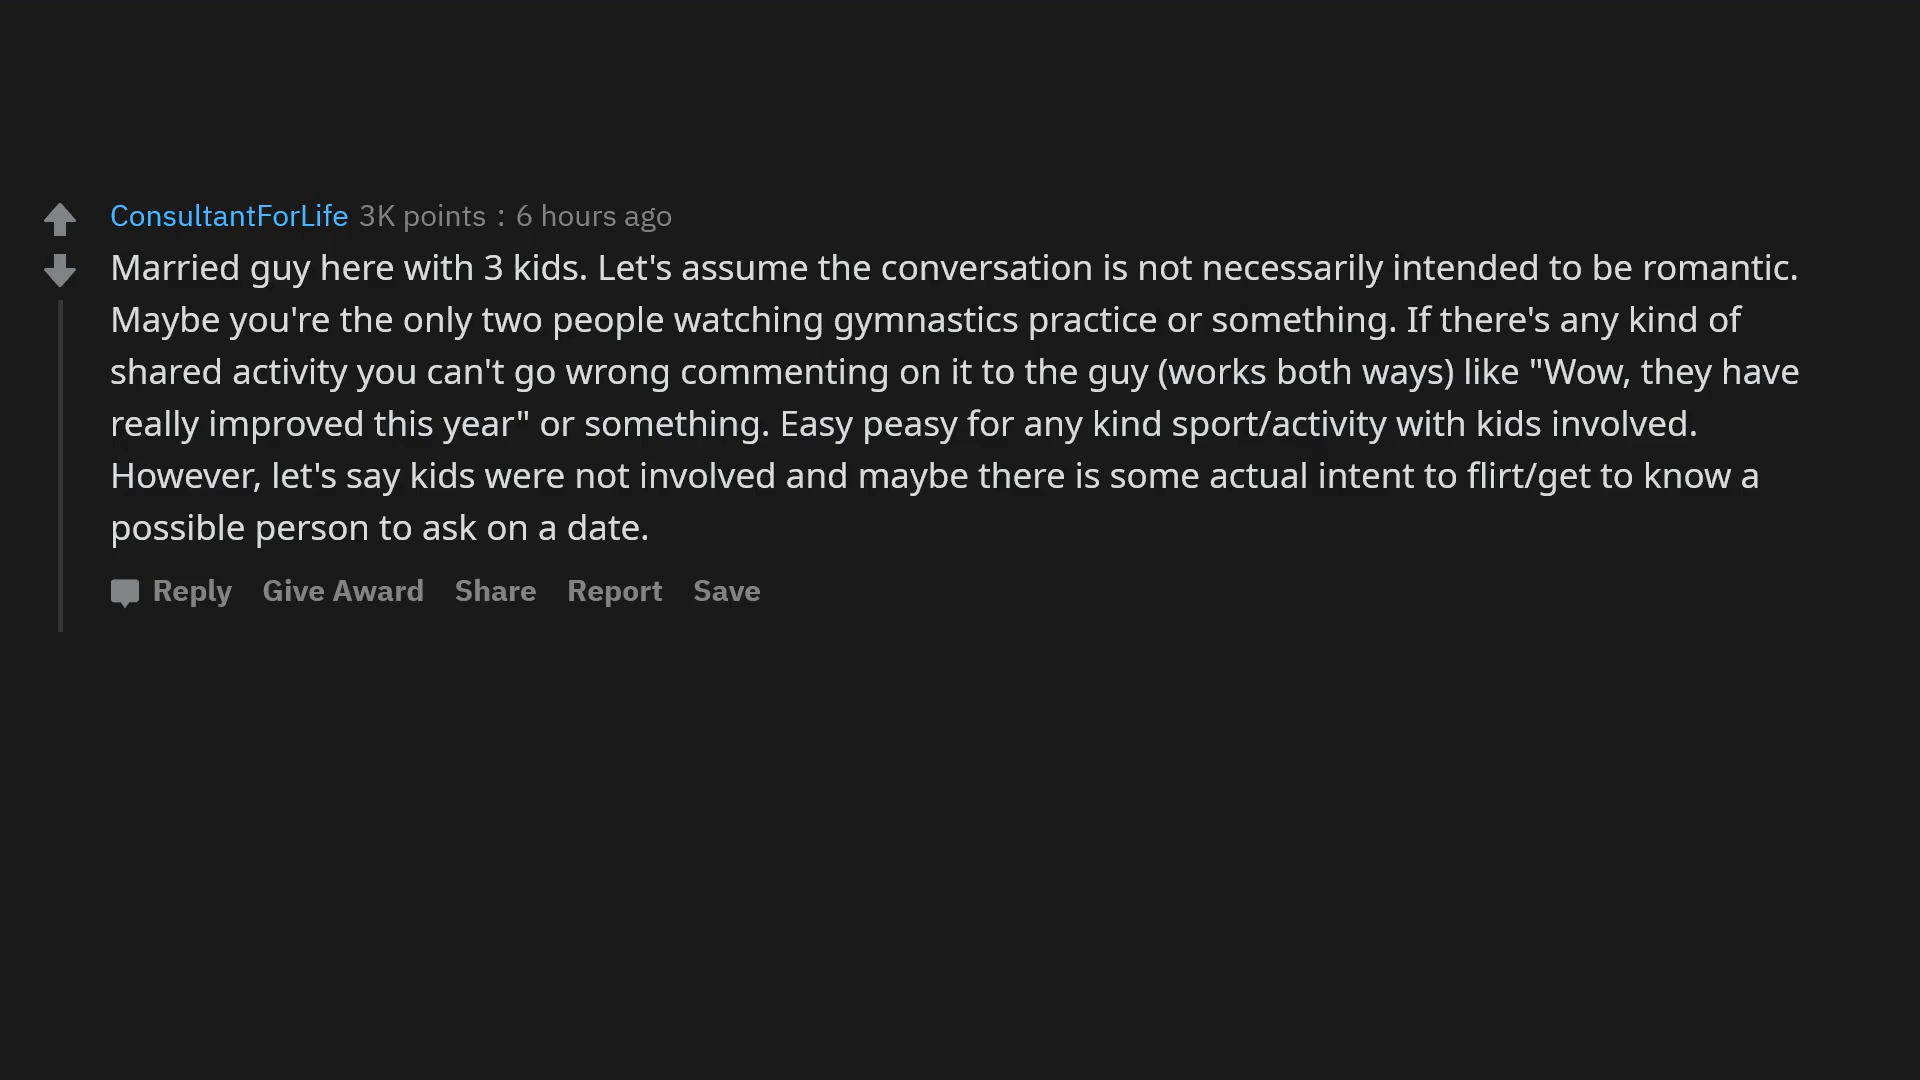 ConsultantForLife 3K points : 6 hours ago
Married guy here with 3 kids. Let's assume the conversation is not necessarily intended to be romantic.
Maybe you're the only two people watching gymnastics practice or something. If there's any kind of
shared activity you can't go wrong commenting on it to the guy (works both ways) like "Wow, they have
really improved this year" or something. Easy peasy for any kind sport/activity with kids involved.
However, let's say kids were not involved and maybe there is some actual intent to flirt/get to know a
possible person to ask on a date.
Reply Give Award Share Report Save